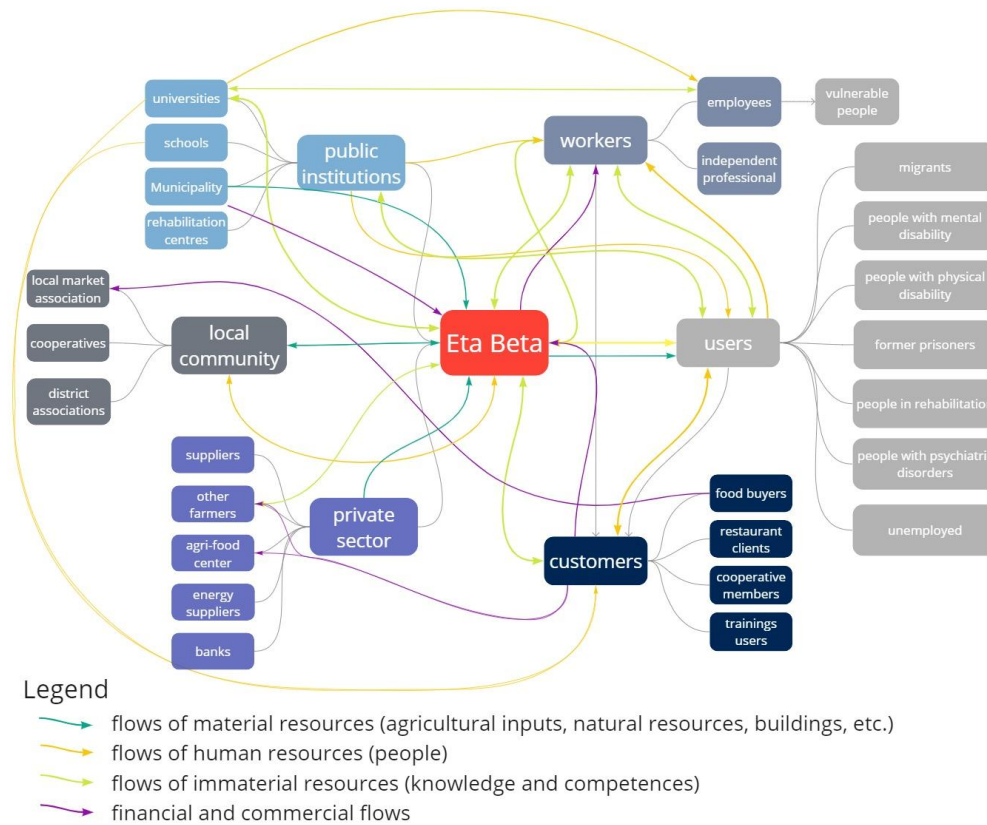 universities
schools
Municipality
rehabilitation
centres
public
institutions
workers
employees
vulnerable
people
independent
professional
migrants
people with mental
disability
people with physical
disability
former prisoners
people in rehabilitation
people with psychiatric
disorders
unemployed
local market
association
cooperatives
district
associations
local
community
Eta Beta
users
suppliers
other
farmers
agri-food
center
energy
suppliers
banks
private
sector
customers
food buyers
restaurant
clients
cooperative
members
trainings
users
Legend
flows of material resources (agricultural inputs, natural resources, buildings, etc.)
flows of human resources (people)
flows of immaterial resources (knowledge and competences)
financial and commercial flows